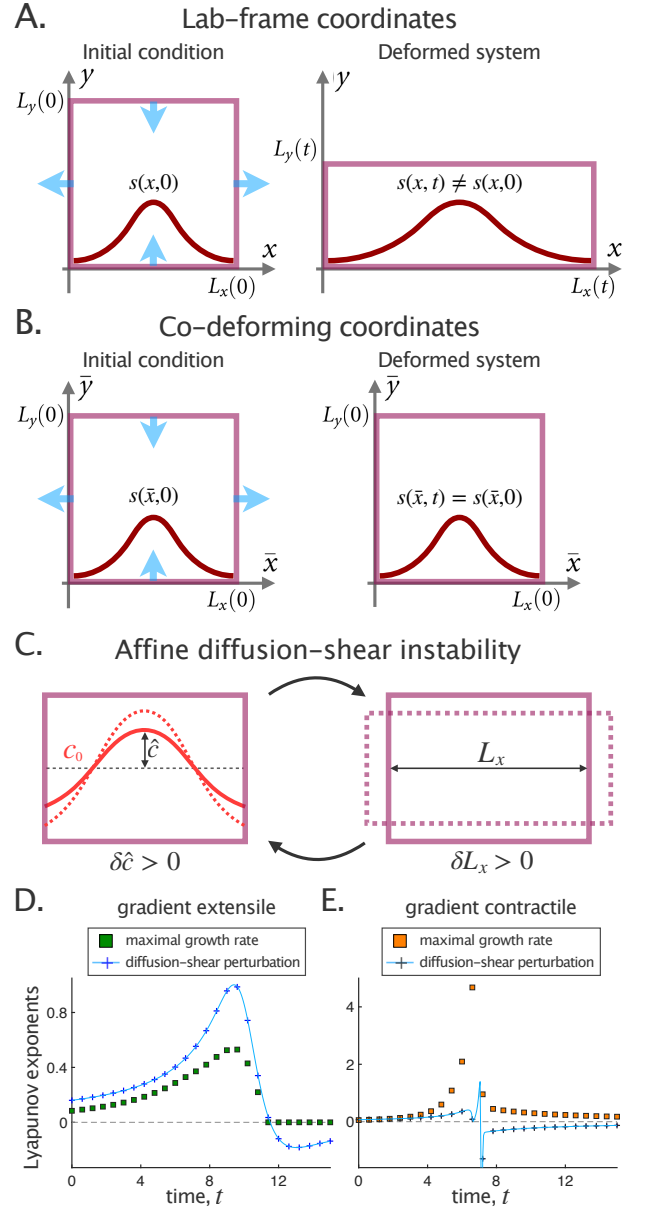 A. Lab-frame coordinates
Initial condition
Deformed system
y
y
L_y(0)
L_y(t)
s(x,0)
s(x, t) ≠ s(x,0)
x
x
L_x(0)
L_x(t)
B. Co-deforming coordinates
Initial condition
Deformed system
ȳ
ȳ
L_y(0)
L_y(0)
s(x̄,0)
s(x̄, t) = s(x̄,0)
x̄
x̄
L_x(0)
L_x(0)
C. Affine diffusion-shear instability
c_0
ĉ
L_x
δĉ > 0
δL_x > 0
D. gradient extensile
maximal growth rate
diffusion-shear perturbation
Lyapunov exponents
0.8
0.4
0
0 4 8 12
time, t
E. gradient contractile
maximal growth rate
diffusion-shear perturbation
4
2
0
0 4 8 12
time, t